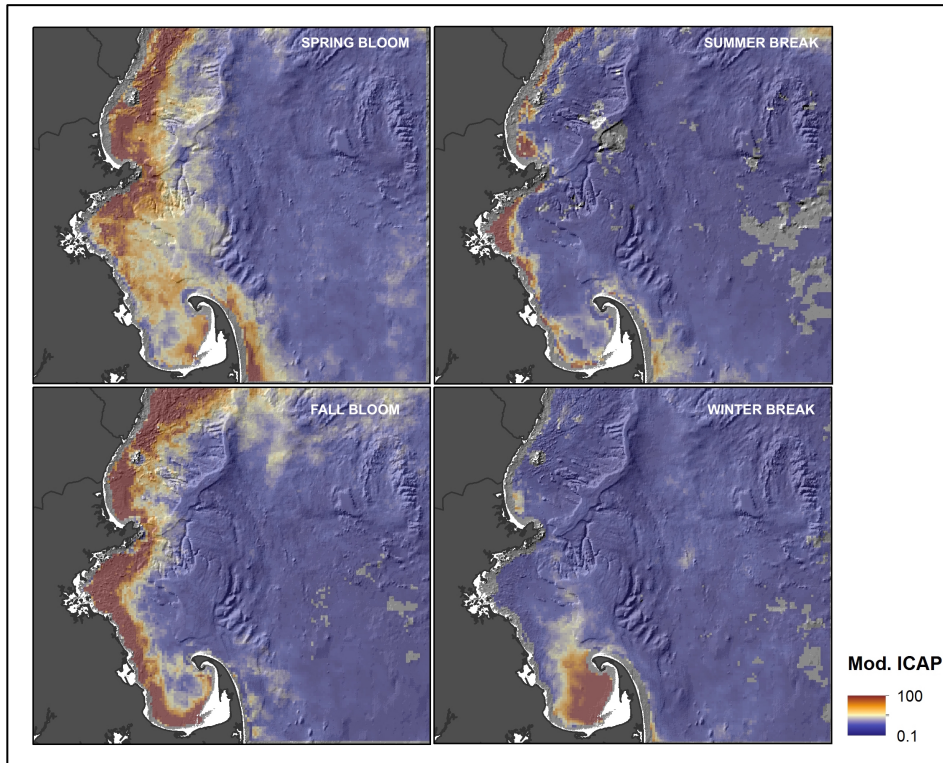 SPRING BLOOM
SUMMER BREAK
FALL BLOOM
WINTER BREAK
Mod. ICAP
100
0.1